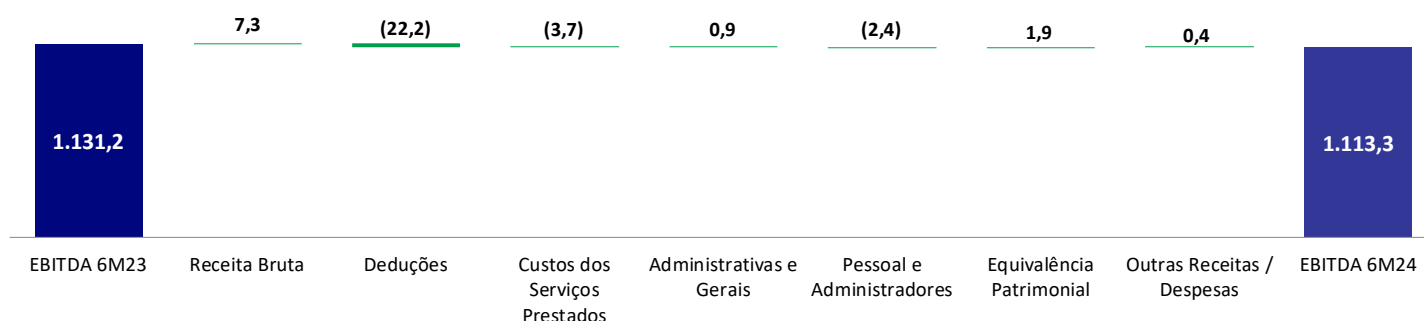 7,3
(22,2)
(3,7)
0,9
(2,4)
1,9
0,4
1.131,2
1.113,3
EBITDA 6M23
Receita Bruta
Deduções
Custos dos
Serviços
Prestados
Administrativas e
Gerais
Pessoal e
Administradores
Equivalência
Patrimonial
Outras Receitas /
Despesas
EBITDA 6M24